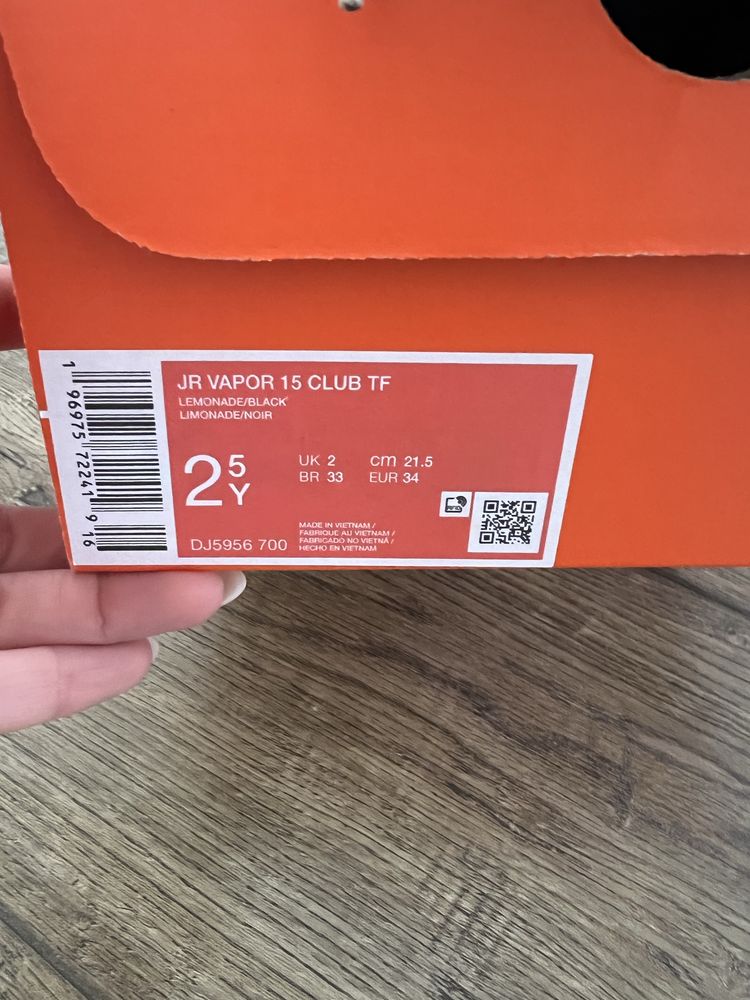 JR VAPOR 15 CLUB TF
LEMONADE/BLACK
LIMONADE/NOIR
2 5 Y
UK 2 cm 21.5
BR 33 EUR 34
DJ5956 700
MADE IN VIETNAM /
FABRIQUE AU VIETNAM /
FABRICADO NO VIETNÃ /
HECHO EN VIETNAM
1 96975 72241 9 16